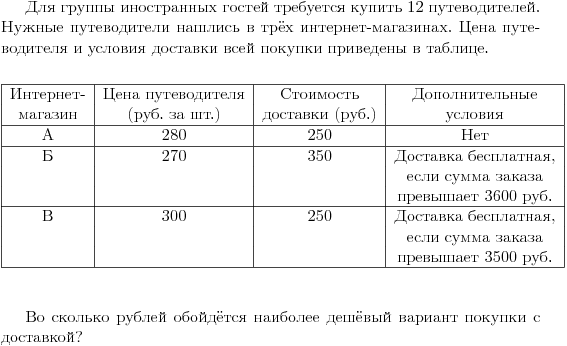 Для группы иностранных гостей требуется купить 12 путеводителей.
Нужные путеводители нашлись в трёх интернет-магазинах. Цена путе-
водителя и условия доставки всей покупки приведены в таблице.
Интернет- Цена путеводителя Стоимость Дополнительные
магазин (руб. за шт.) доставки (руб.) условия
А 280 250 Нет
Б 270 350 Доставка бесплатная,
если сумма заказа
превышает 3600 руб.
В 300 250 Доставка бесплатная,
если сумма заказа
превышает 3500 руб.
Во сколько рублей обойдётся наиболее дешёвый вариант покупки с
доставкой?